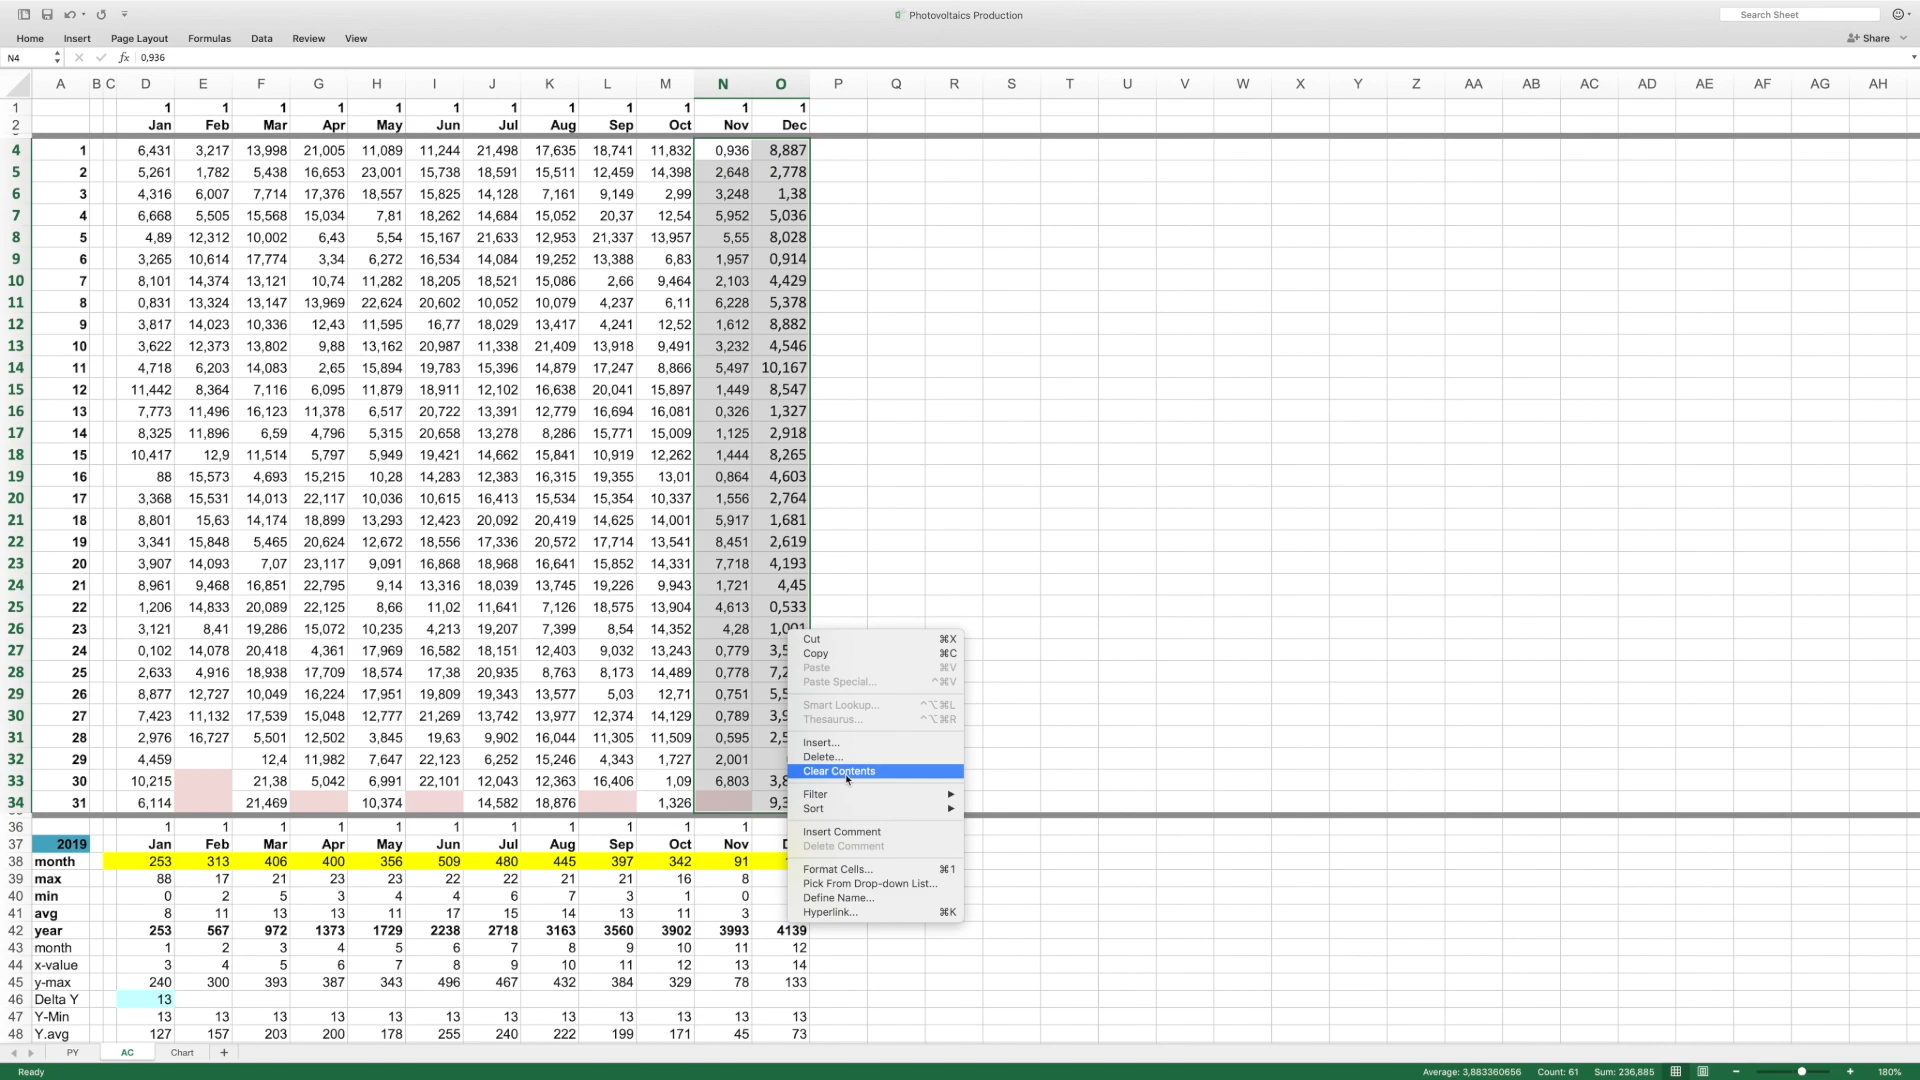 Photovoltaics Production
Search Sheet
Home Insert Page Layout Formulas Data Review View
Share
N4 fx 0,936
A B C D E F G H I J K L M N O P Q R S T U V W X Y Z AA AB AC AD AE AF AG AH
1 1 1 1 1 1 1 1 1 1 1 1 1
2 Jan Feb Mar Apr May Jun Jul Aug Sep Oct Nov Dec
4 1 6,431 3,217 13,998 21,005 11,089 11,244 21,498 17,635 18,741 11,832 0,936 8,887
5 2 5,261 1,782 5,438 16,653 23,001 15,738 18,591 15,511 12,459 14,398 2,648 2,778
6 3 4,316 6,007 7,714 17,376 18,557 15,825 14,128 7,161 9,149 2,99 3,248 1,38
7 4 6,668 5,505 15,568 15,034 7,81 18,262 14,684 15,052 20,37 12,54 5,952 5,036
8 5 4,89 12,312 10,002 6,43 5,54 15,167 21,633 12,953 21,337 13,957 5,55 8,028
9 6 3,265 10,614 17,774 3,34 6,272 16,534 14,084 19,252 13,388 6,83 1,957 0,914
10 7 8,101 14,374 13,121 10,74 11,282 18,205 18,521 15,086 2,66 9,464 2,103 4,429
11 8 0,831 13,324 13,147 13,969 22,624 20,602 10,052 10,079 4,237 6,11 6,228 5,378
12 9 3,817 14,023 10,336 12,43 11,595 16,77 18,029 13,417 4,241 12,52 1,612 8,882
13 10 3,622 12,373 13,802 9,88 13,162 20,987 11,338 21,409 13,918 9,491 3,232 4,546
14 11 4,718 6,203 14,083 2,65 15,894 19,783 15,396 14,879 17,247 8,866 5,497 10,167
15 12 11,442 8,364 7,116 6,095 11,879 18,911 12,102 16,638 20,041 15,897 1,449 8,547
16 13 7,773 11,496 16,123 11,378 6,517 20,722 13,391 12,779 16,694 16,081 0,326 1,327
17 14 8,325 11,896 6,59 4,796 5,315 20,658 13,278 8,286 15,771 15,009 1,125 2,918
18 15 10,417 12,9 11,514 5,797 5,949 19,421 14,662 15,841 10,919 12,262 1,444 8,265
19 16 88 15,573 4,693 15,215 10,28 14,283 12,383 16,315 19,355 13,01 0,864 4,603
20 17 3,368 15,531 14,013 22,117 10,036 10,615 16,413 15,534 15,354 10,337 1,556 2,764
21 18 8,801 15,63 14,174 18,899 13,293 12,423 20,092 20,419 14,625 14,001 5,917 1,681
22 19 3,341 15,848 5,465 20,624 12,672 18,556 17,336 20,572 17,714 13,541 8,451 2,619
23 20 3,907 14,093 7,07 23,117 9,091 16,868 18,968 16,641 15,852 14,331 7,718 4,193
24 21 8,961 9,468 16,851 22,795 9,14 13,316 18,039 13,745 19,226 9,943 1,721 4,45
25 22 1,206 14,833 20,089 22,125 8,66 11,02 11,641 7,126 18,575 13,904 4,613 0,533
26 23 3,121 8,41 19,286 15,072 10,235 4,213 19,207 7,399 8,54 14,352 4,28 1,001
27 24 0,102 14,078 20,418 4,361 17,969 16,582 18,151 12,403 9,032 13,243 0,779 3,5
28 25 2,633 4,916 18,938 17,709 18,574 17,38 20,935 8,763 8,173 14,489 0,778 7,2
29 26 8,877 12,727 10,049 16,224 17,951 19,809 19,343 13,577 5,03 12,71 0,751 5,5
30 27 7,423 11,132 17,539 15,048 12,777 21,269 13,742 13,977 12,374 14,129 0,789 3,9
31 28 2,976 16,727 5,501 12,502 3,845 19,63 9,902 16,044 11,305 11,509 0,595 2,5
32 29 4,459 12,4 11,982 7,647 22,123 6,252 15,246 4,343 1,727 2,001
33 30 10,215 21,38 5,042 6,991 22,101 12,043 12,363 16,406 1,09 6,803 3,8
34 31 6,114 21,469 10,374 14,582 18,876 1,326 9,3
36 1 1 1 1 1 1 1 1 1 1 1
37 2019 Jan Feb Mar Apr May Jun Jul Aug Sep Oct Nov D
38 month 253 313 406 400 356 509 480 445 397 342 91
39 max 88 17 21 23 23 22 22 21 21 16 8
40 min 0 2 5 3 4 4 6 7 3 1 0
41 avg 8 11 13 13 11 17 15 14 13 11 3
42 year 253 567 972 1373 1729 2238 2718 3163 3560 3902 3993 4139
43 month 1 2 3 4 5 6 7 8 9 10 11 12
44 x-value 3 4 5 6 7 8 9 10 11 12 13 14
45 y-max 240 300 393 387 343 496 467 432 384 329 78 133
46 Delta Y 13
47 Y-Min 13 13 13 13 13 13 13 13 13 13 13 13
48 Y.avg 127 157 203 200 178 255 240 222 199 171 45 73
Cut ⌘X
Copy ⌘C
Paste ⌘V
Paste Special... ^⌘V
Smart Lookup... ^⌥⌘L
Thesaurus... ^⌥⌘R
Insert...
Delete...
Clear Contents
Filter
Sort
Insert Comment
Delete Comment
Format Cells... ⌘1
Pick From Drop-down List...
Define Name...
Hyperlink... ⌘K
PY AC Chart +
Ready Average: 3,883360656 Count: 61 Sum: 236,885 180%